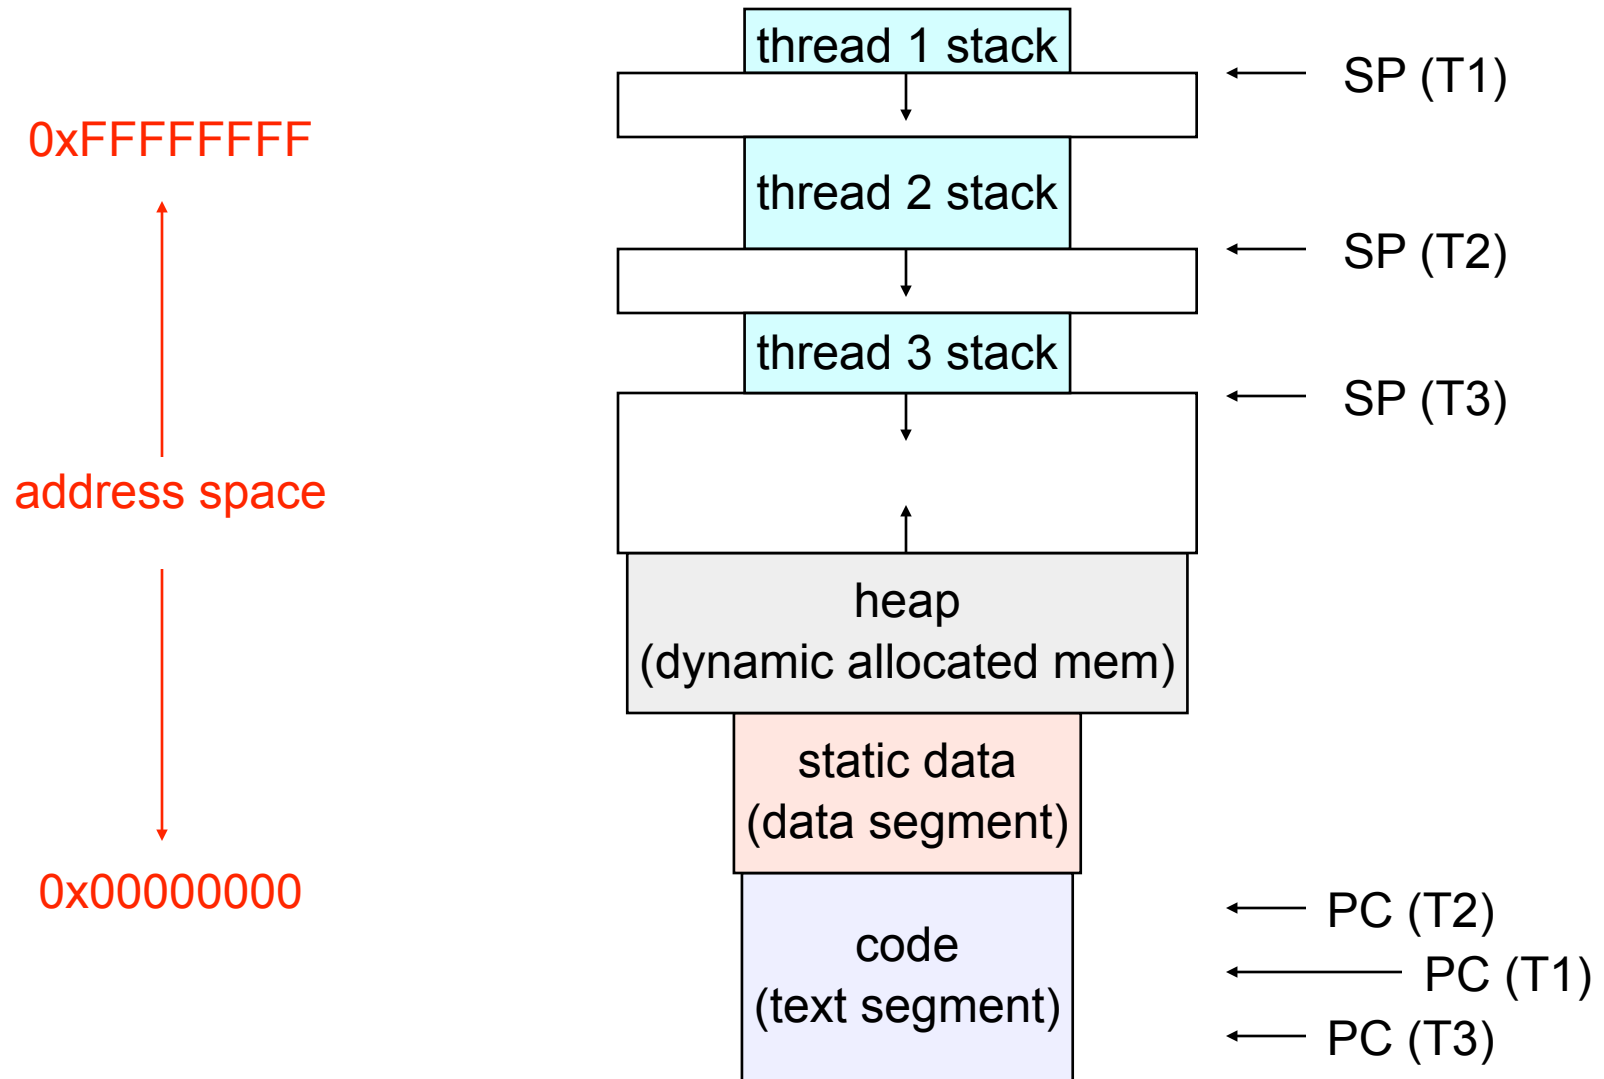 thread 1 stack
SP (T1)
0xFFFFFFFF
thread 2 stack
SP (T2)
thread 3 stack
SP (T3)
address space
heap
(dynamic allocated mem)
static data
(data segment)
0x00000000
PC (T2)
code
(text segment)
PC (T1)
PC (T3)